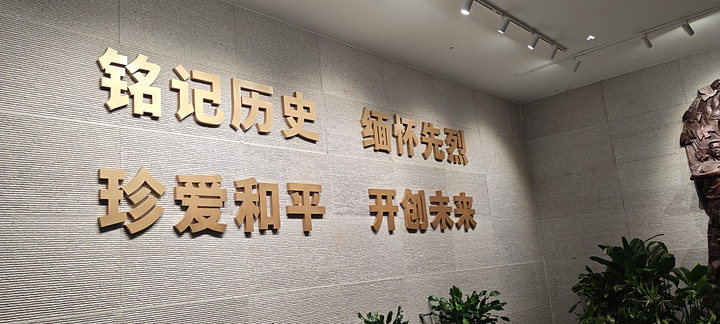 铭记历史 缅怀先烈
珍爱和平 开创未来